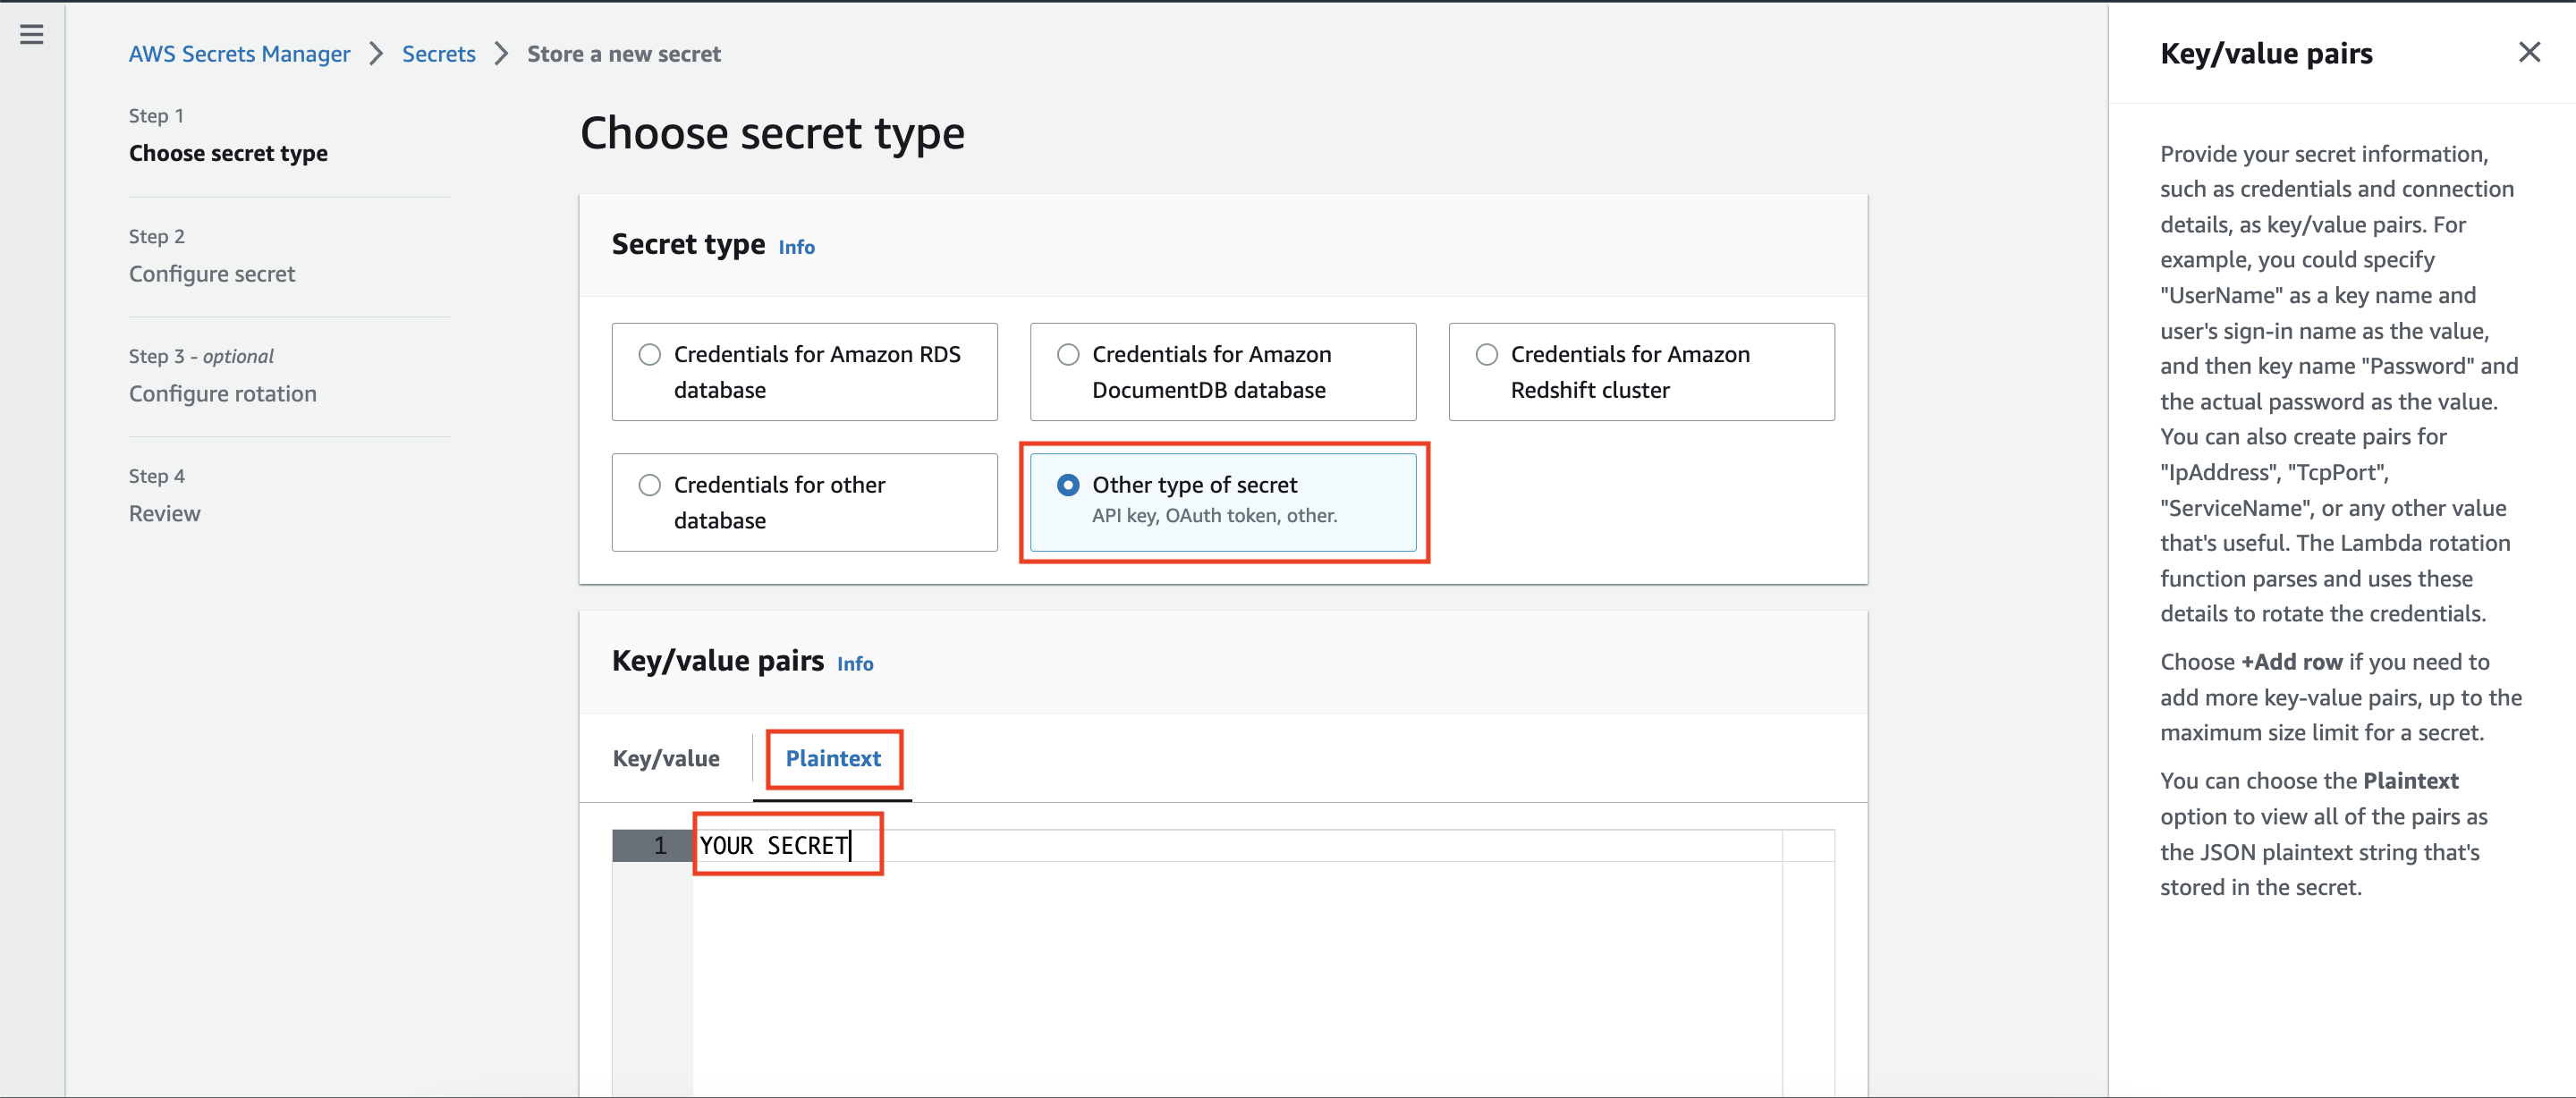 AWS Secrets Manager > Secrets > Store a new secret
Step 1
Choose secret type
Step 2
Configure secret
Step 3 - optional
Configure rotation
Step 4
Review
Choose secret type
Secret type Info
Credentials for Amazon RDS
database
Credentials for Amazon
DocumentDB database
Credentials for Amazon
Redshift cluster
Credentials for other
database
Other type of secret
API key, OAuth token, other.
Key/value pairs Info
Key/value
Plaintext
1 YOUR SECRET
Key/value pairs
Provide your secret information,
such as credentials and connection
details, as key/value pairs. For
example, you could specify
"UserName" as a key name and
user's sign-in name as the value,
and then key name "Password" and
the actual password as the value.
You can also create pairs for
"IpAddress", "TcpPort",
"ServiceName", or any other value
that's useful. The Lambda rotation
function parses and uses these
details to rotate the credentials.
Choose +Add row if you need to
add more key-value pairs, up to the
maximum size limit for a secret.
You can choose the Plaintext
option to view all of the pairs as
the JSON plaintext string that's
stored in the secret.